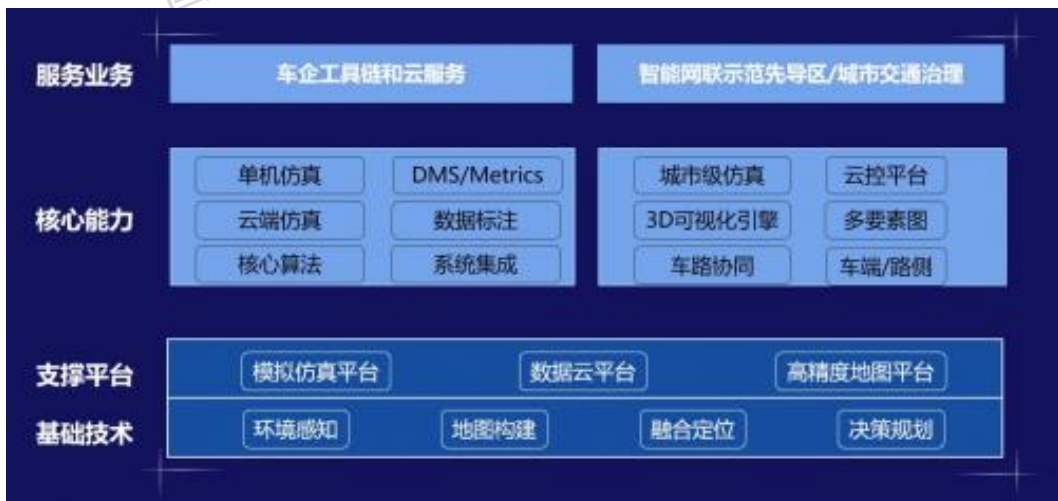 服务业务 车企工具链和云服务 智能网联示范先导区/城市交通治理
核心能力
单机仿真 DMS/Metrics 城市级仿真 云控平台
云端仿真 数据标注 3D可视化引擎 多要素图
核心算法 系统集成 车路协同 车端/路侧
支撑平台 模拟仿真平台 数据云平台 高精度地图平台
基础技术 环境感知 地图构建 融合定位 决策规划